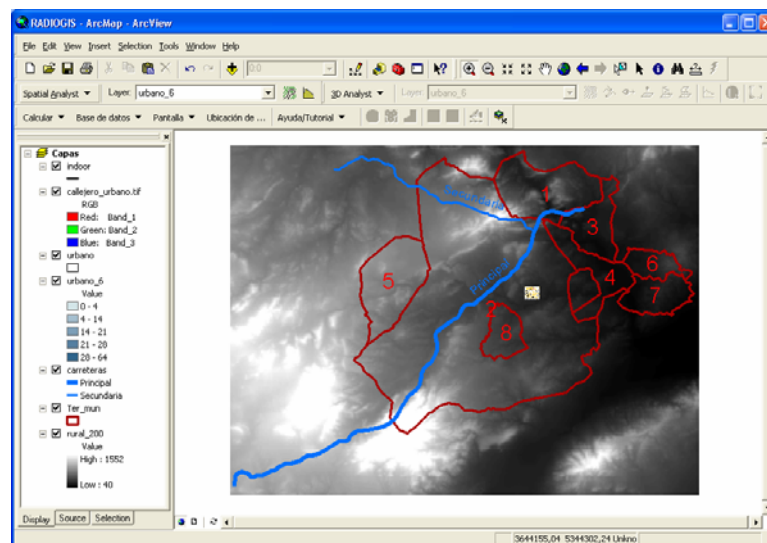 RADIOGIS - ArcMap - ArcView
File Edit View Insert Selection Tools Window Help
0:0
Spatial Analyst Layer: urbano_6 3D Analyst Layer: urbano_6
Calcular Base de datos Pantalla Ubicación de ... Ayuda/Tutorial
Capas
indoor
callejero_urbano.tif
RGB
Red: Band_1
Green: Band_2
Blue: Band_3
urbano
urbano_6
Value
0 - 4
4 - 14
14 - 21
21 - 28
28 - 64
carreteras
Principal
Secundaria
Ter_mun
rural_200
Value
High : 1552
Low : 40
Display Source Selection
Secundaria
1
3
Principal
5
6
4
7
2
8
3644155,04 5344302,24 Unkno